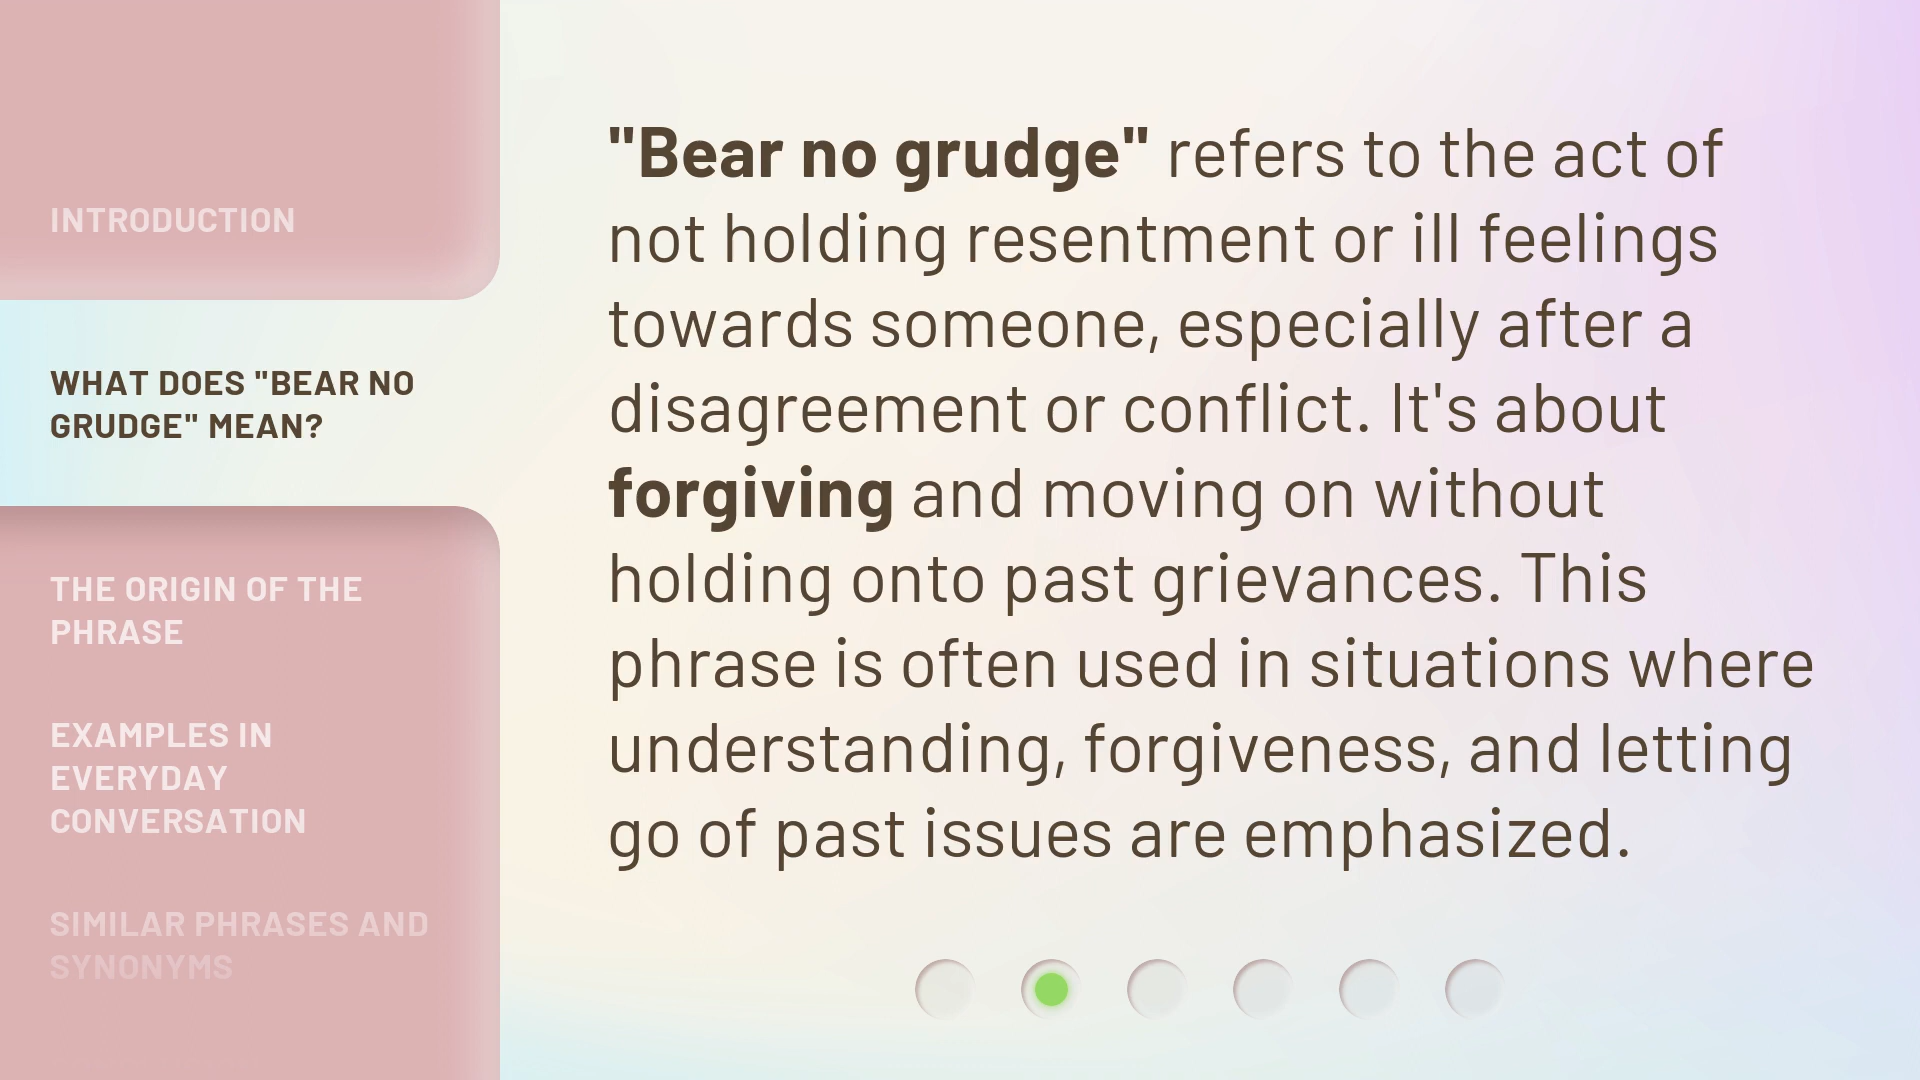 INTRODUCTION
WHAT DOES "BEAR NO
GRUDGE" MEAN?
THE ORIGIN OF THE
PHRASE
EXAMPLES IN
EVERYDAY
CONVERSATION
SIMILAR PHRASES AND
SYNONYMS
"Bear no grudge" refers to the act of
not holding resentment or ill feelings
towards someone, especially after a
disagreement or conflict. It's about
forgiving and moving on without
holding onto past grievances. This
phrase is often used in situations where
understanding, forgiveness, and letting
go of past issues are emphasized.